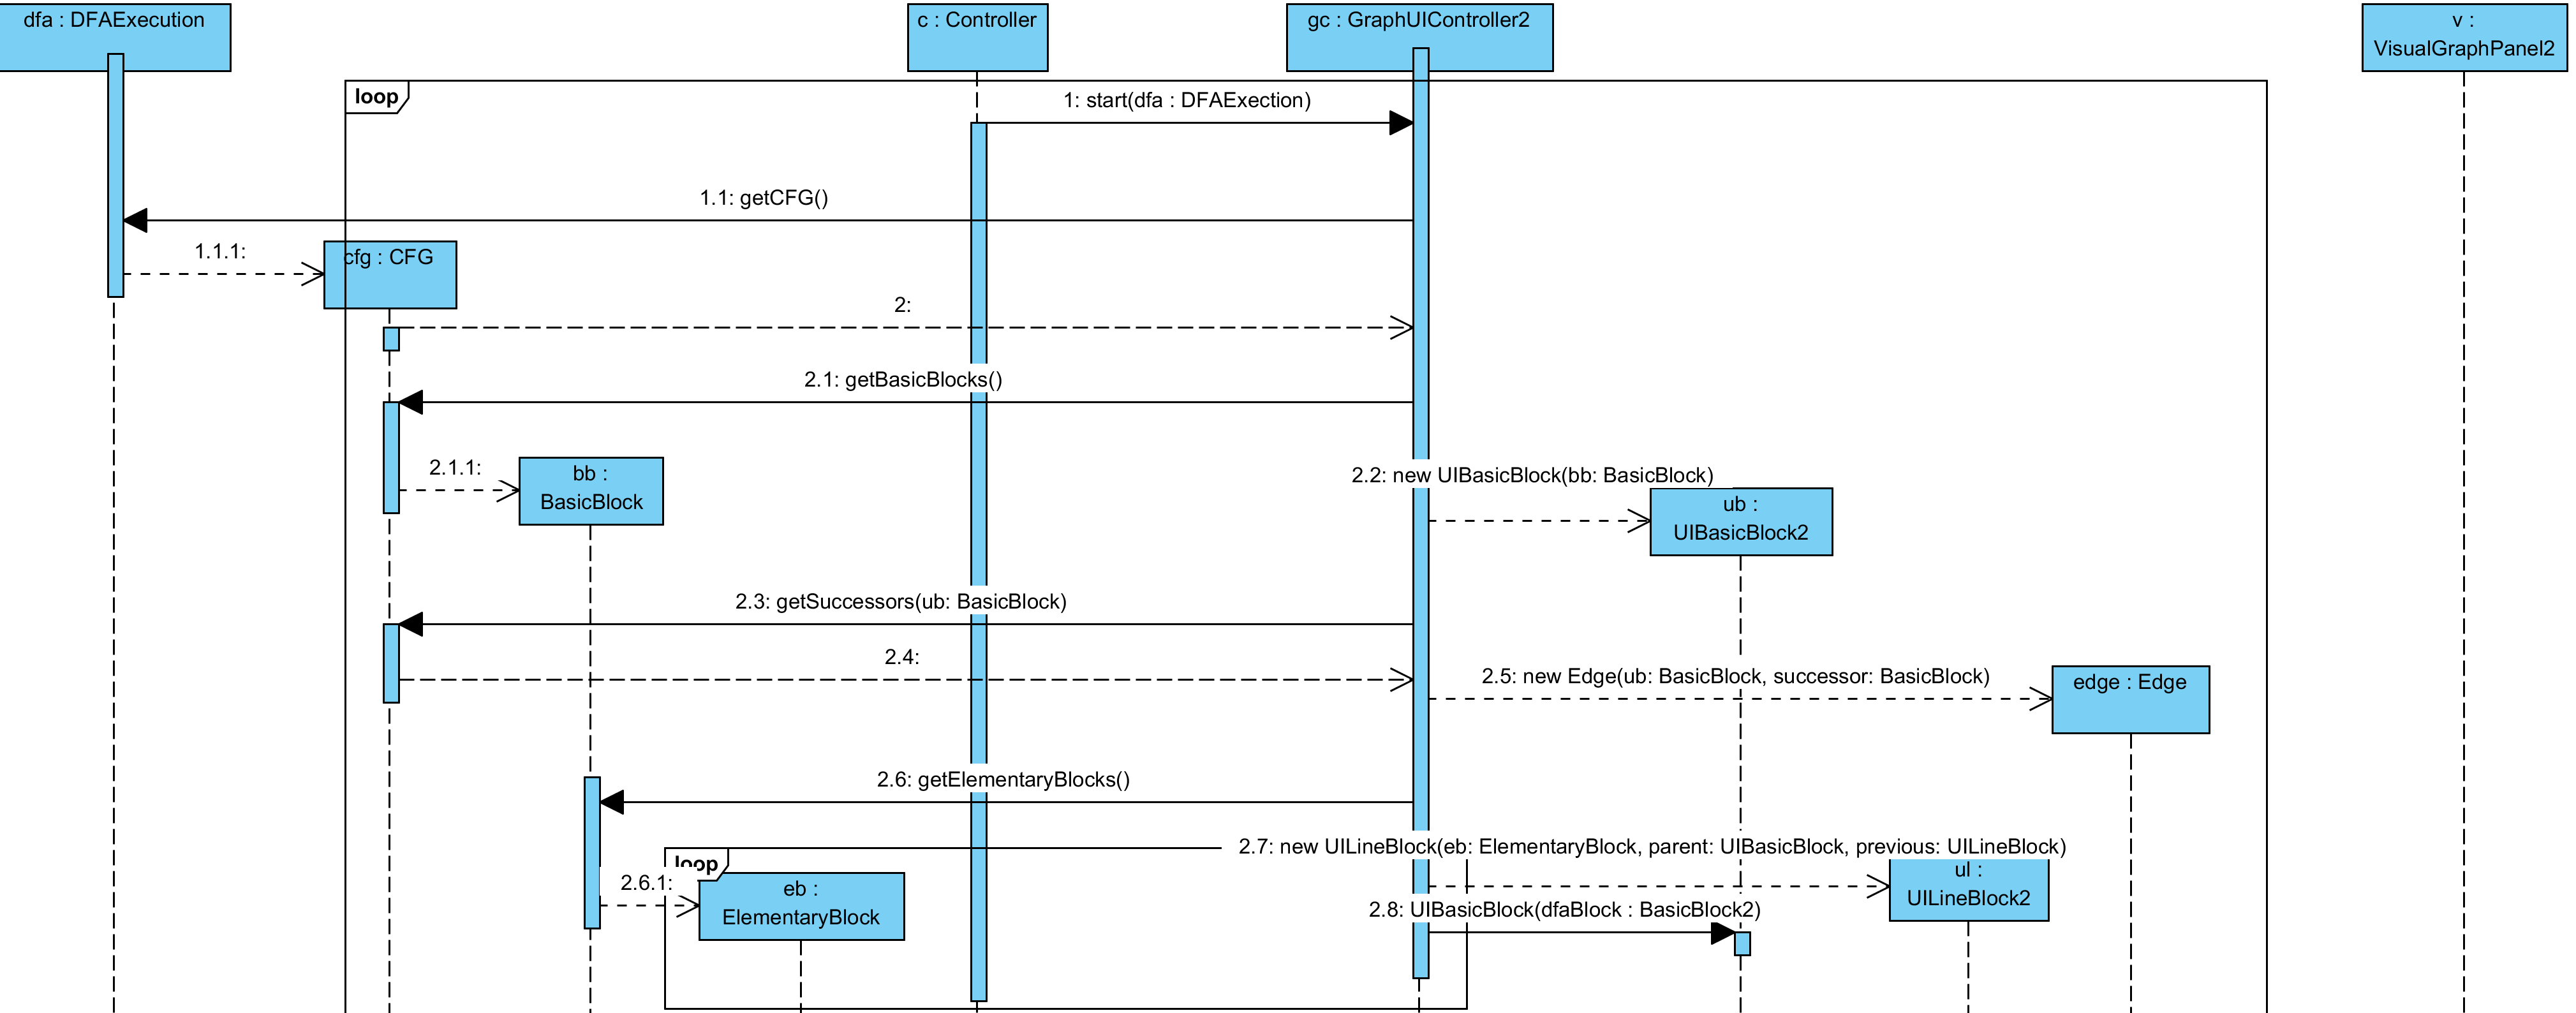 dfa : DFAExecution
c : Controller
gc : GraphUIController2
v :
VisualGraphPanel2
loop
1: start(dfa : DFAExection)
1.1: getCFG()
1.1.1:
cfg : CFG
2:
2.1: getBasicBlocks()
2.1.1:
bb :
BasicBlock
2.2: new UIBasicBlock(bb: BasicBlock)
ub :
UIBasicBlock2
2.3: getSuccessors(ub: BasicBlock)
2.4:
2.5: new Edge(ub: BasicBlock, successor: BasicBlock)
edge : Edge
2.6: getElementaryBlocks()
2.7: new UILineBlock(eb: ElementaryBlock, parent: UIBasicBlock, previous: UILineBlock)
loop
2.6.1:
eb :
ElementaryBlock
ul :
UILineBlock2
2.8: UIBasicBlock(dfaBlock : BasicBlock2)